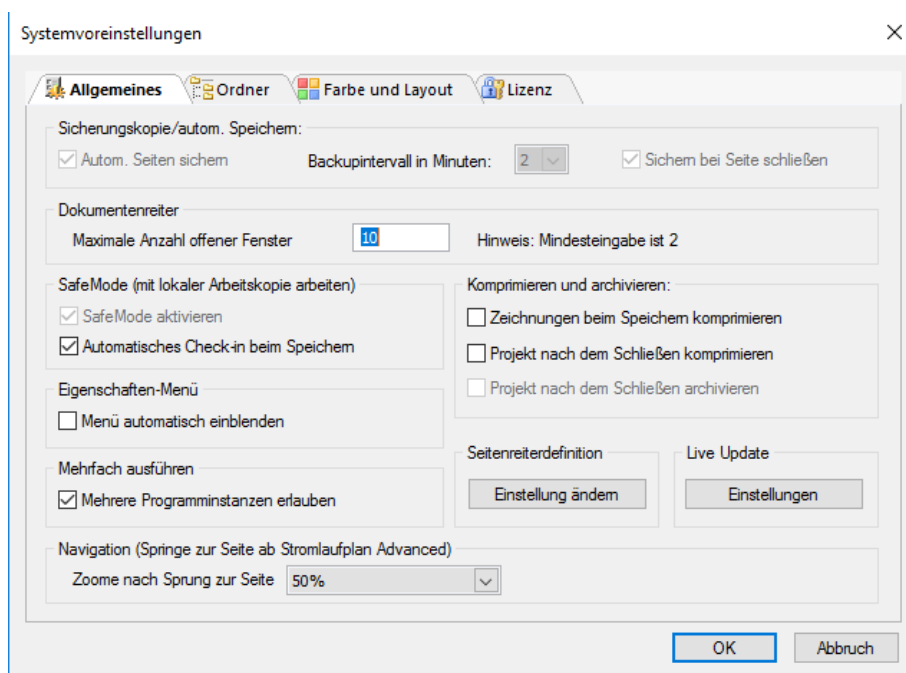 Systemvoreinstellungen
Allgemeines Ordner Farbe und Layout Lizenz
Sicherungskopie/autom. Speichern:
Autom. Seiten sichern Backupintervall in Minuten: 2 Sichern bei Seite schließen
Dokumentenreiter
Maximale Anzahl offener Fenster 10 Hinweis: Mindesteingabe ist 2
SafeMode (mit lokaler Arbeitskopie arbeiten) Komprimieren und archivieren:
SafeMode aktivieren Zeichnungen beim Speichern komprimieren
Automatisches Check-in beim Speichern Projekt nach dem Schließen komprimieren
Eigenschaften-Menü Projekt nach dem Schließen archivieren
Menü automatisch einblenden
Mehrfach ausführen Seitenreiterdefinition Live Update
Mehrere Programminstanzen erlauben Einstellung ändern Einstellungen
Navigation (Springe zur Seite ab Stromlaufplan Advanced)
Zoome nach Sprung zur Seite 50%
OK Abbruch